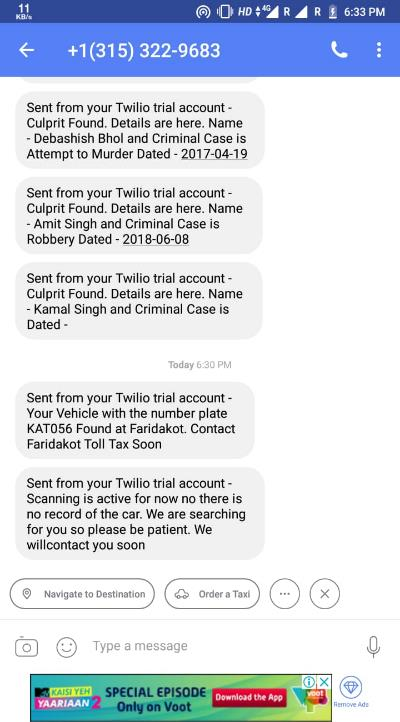 11
KB/s
HD 4G R R 6:33 PM
+1(315) 322-9683
Sent from your Twilio trial account -
Culprit Found. Details are here. Name
- Debashish Bhol and Criminal Case is
Attempt to Murder Dated - 2017-04-19
Sent from your Twilio trial account -
Culprit Found. Details are here. Name
- Amit Singh and Criminal Case is
Robbery Dated - 2018-06-08
Sent from your Twilio trial account -
Culprit Found. Details are here. Name
- Kamal Singh and Criminal Case is
Dated -
Today 6:30 PM
Sent from your Twilio trial account -
Your Vehicle with the number plate
KAT056 Found at Faridakot. Contact
Faridakot Toll Tax Soon
Sent from your Twilio trial account -
Scanning is active for now no there is
no record of the car. We are searching
for you so please be patient. We
willcontact you soon
Navigate to Destination
Order a Taxi
Type a message
KAISI YEH
YAARIAAN 2
SPECIAL EPISODE
Only on Voot
Download the App
voot
Remove Ads